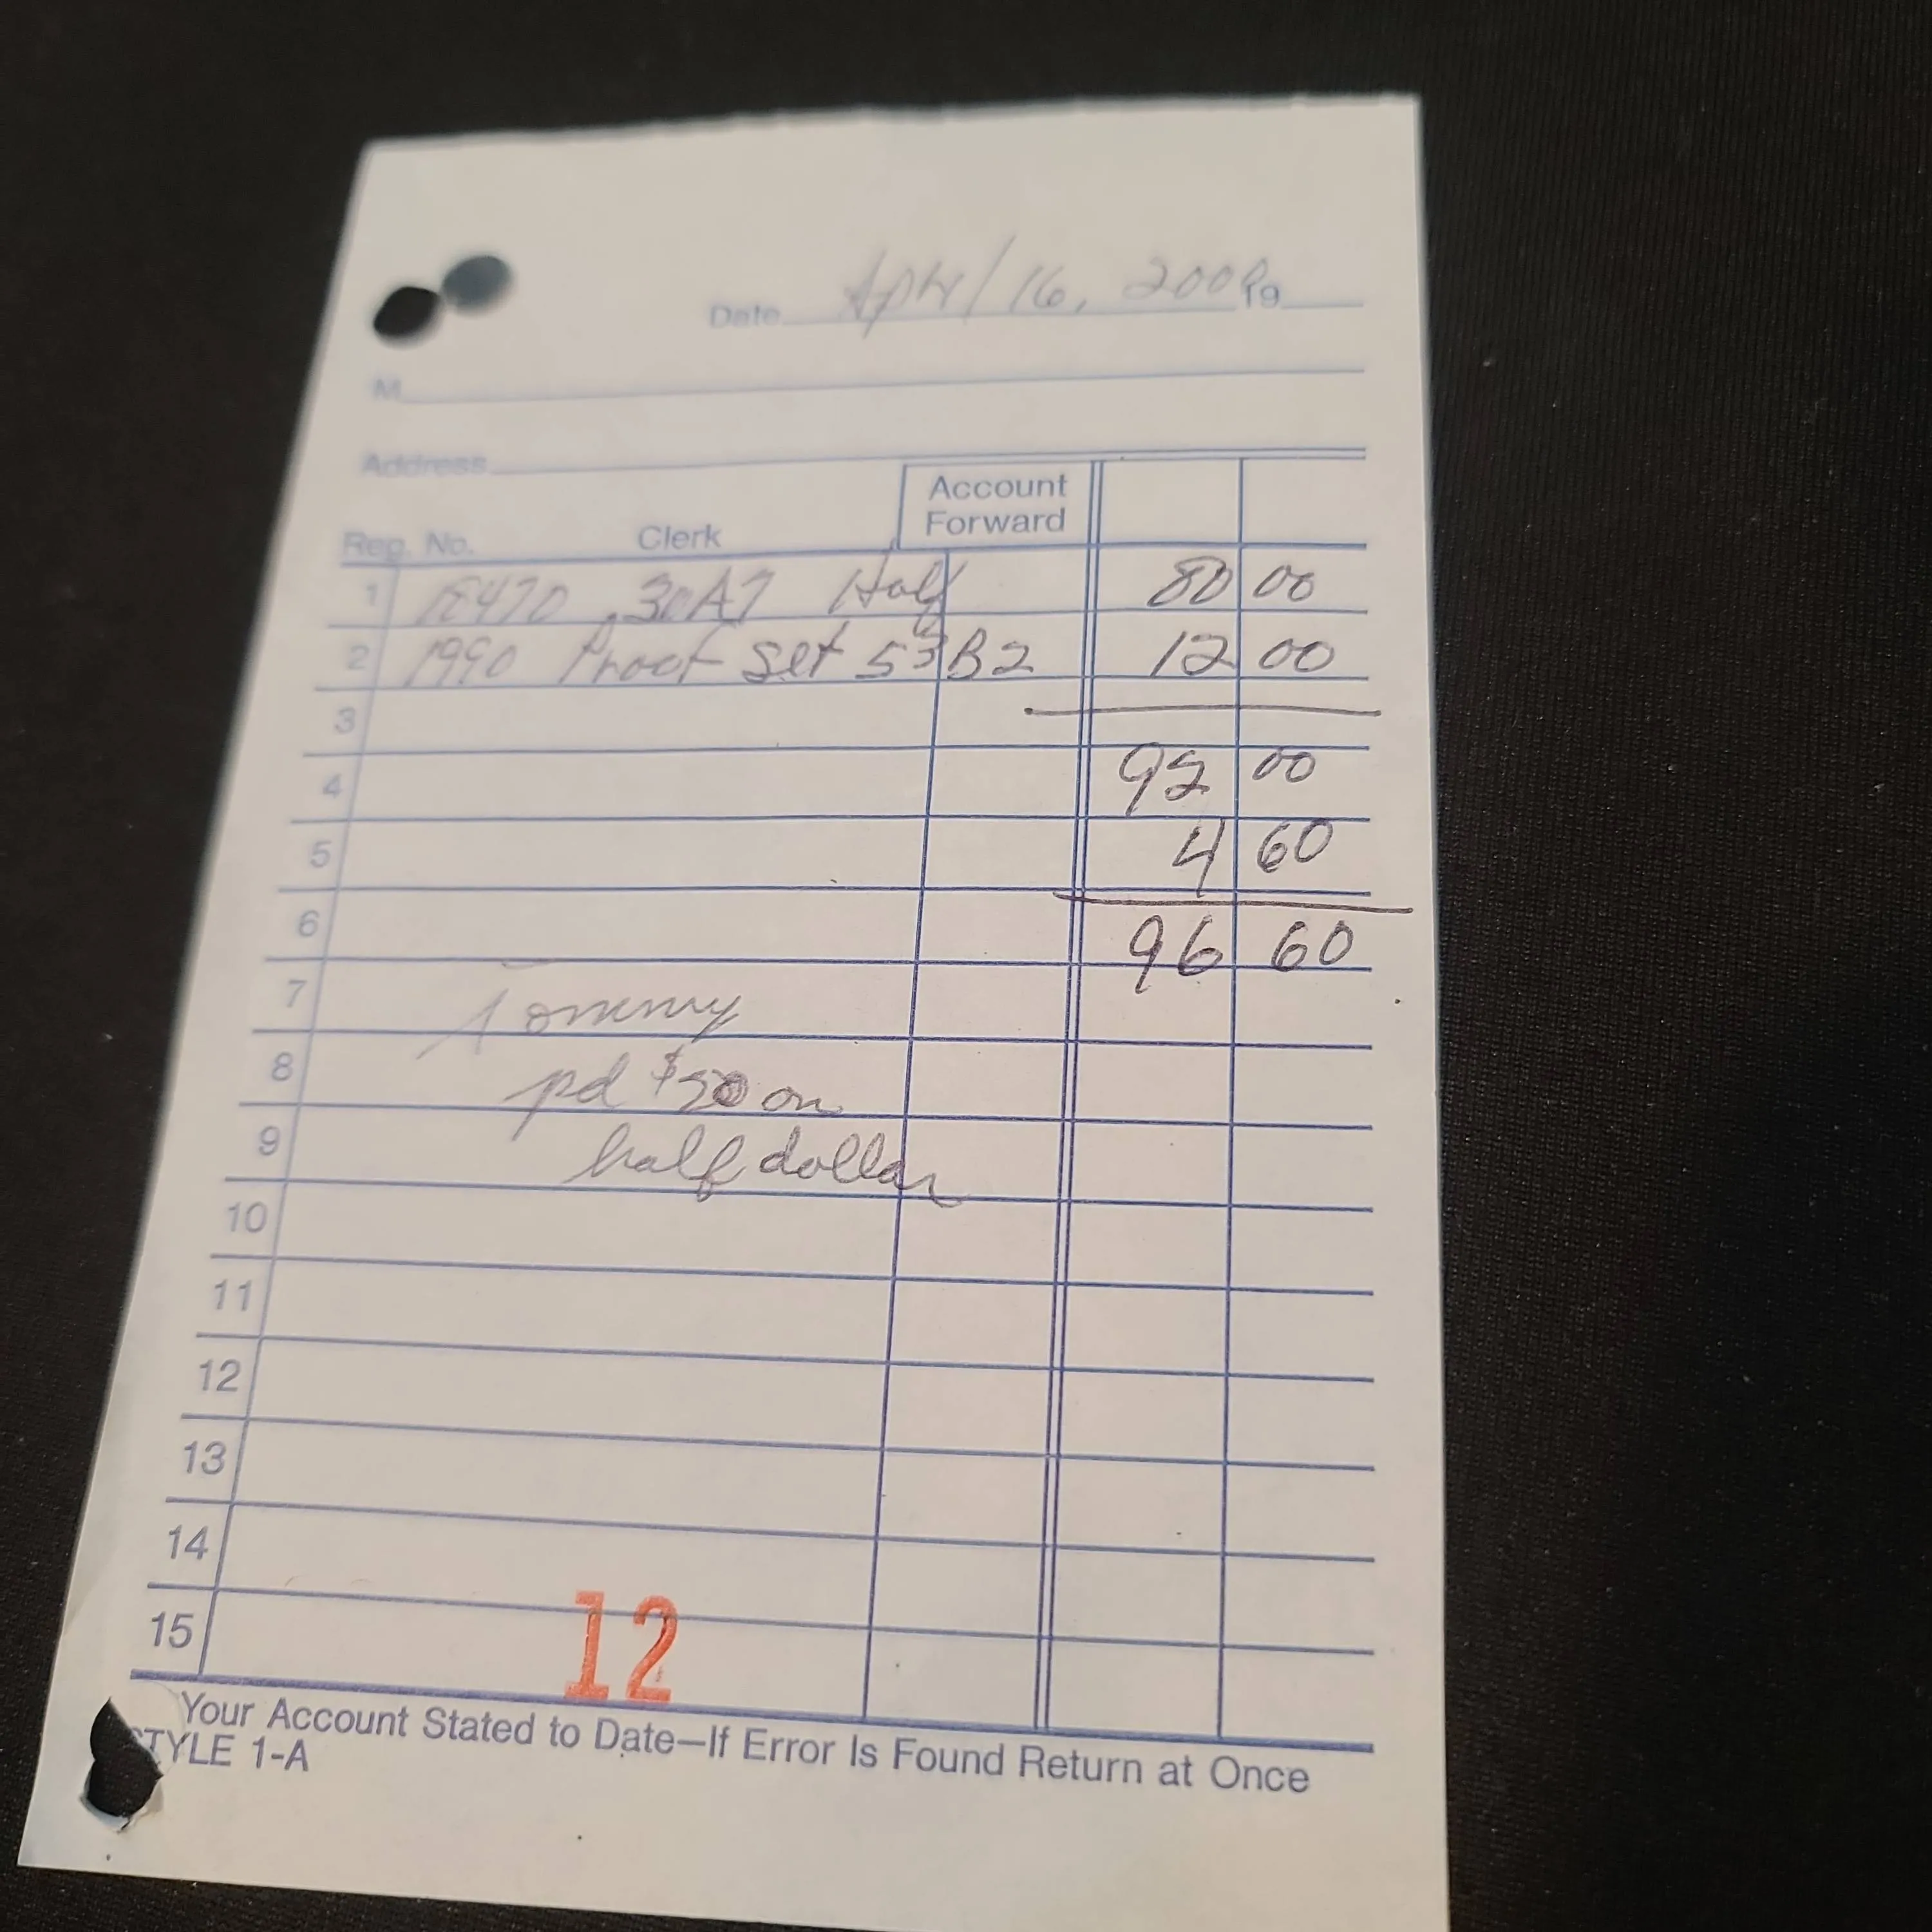 Date April 16, 2009 19
M
Address
Account
Forward
Reg. No. Clerk
1 18470 30A7 Half 80 00
2 1990 Proof Set 53B2 12 00
3
4 92 00
5 4 60
6 96 60
7 Tommy
8 pd $50 on
9 half dollar
10
11
12
13
14
15
12
Your Account Stated to Date—If Error Is Found Return at Once
STYLE 1-A